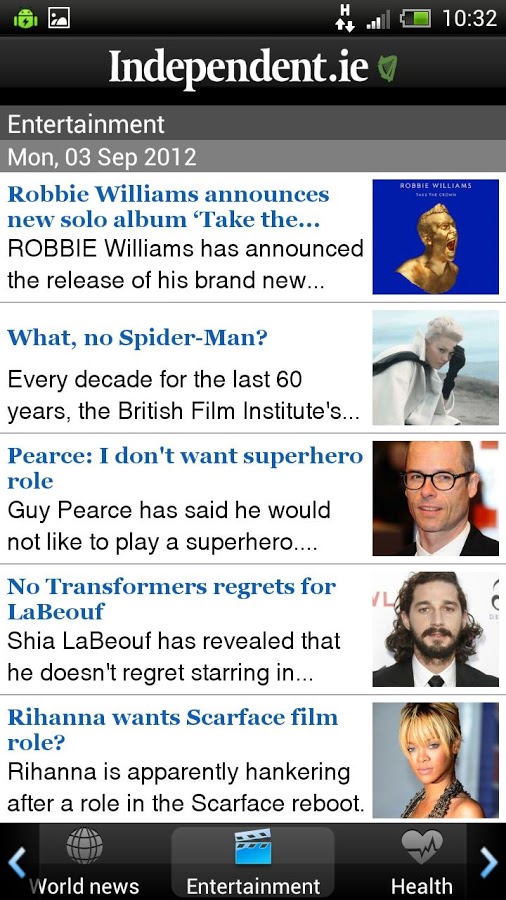 H
10:32
Independent.ie
Entertainment
Mon, 03 Sep 2012
Robbie Williams announces
new solo album ‘Take the...
ROBBIE Williams has announced
the release of his brand new...
ROBBIE WILLIAMS
TAKE THE CROWN
What, no Spider-Man?
Every decade for the last 60
years, the British Film Institute's...
Pearce: I don't want superhero
role
Guy Pearce has said he would
not like to play a superhero....
No Transformers regrets for
LaBeouf
Shia LaBeouf has revealed that
he doesn't regret starring in...
Rihanna wants Scarface film
role?
Rihanna is apparently hankering
after a role in the Scarface reboot.
World news
Entertainment
Health